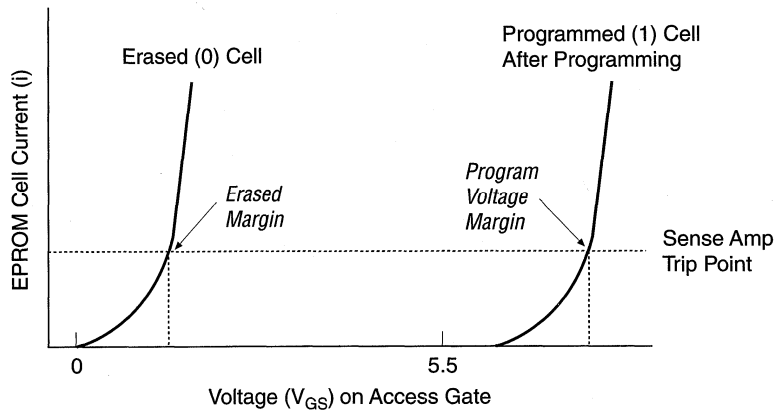 Programmed (1) Cell
After Programming
Erased (0) Cell
EPROM Cell Current (i)
Program
Voltage
Margin
Erased
Margin
Sense Amp
Trip Point
0
5.5
Voltage (VGS) on Access Gate